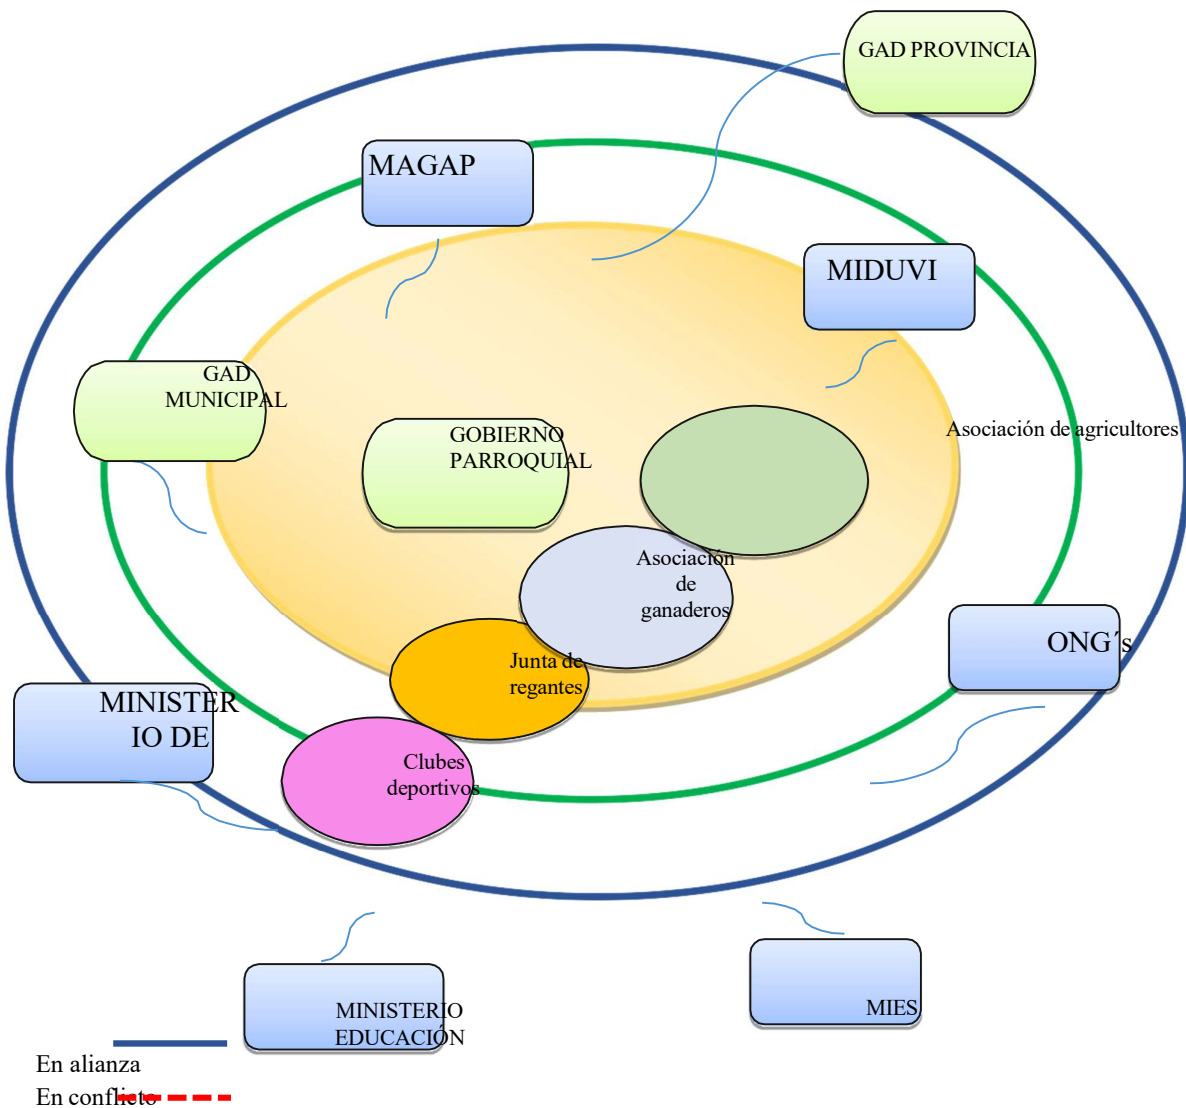 GAD PROVINCIA
MAGAP
MIDUVI
GAD
MUNICIPAL
GOBIERNO
PARROQUIAL
Asociación de agricultores
Asociación
de
ganaderos
ONG´s
Junta de
regantes
MINISTER
IO DE
Clubes
deportivos
MIES
MINISTERIO
EDUCACIÓN
En alianza
En conflicto